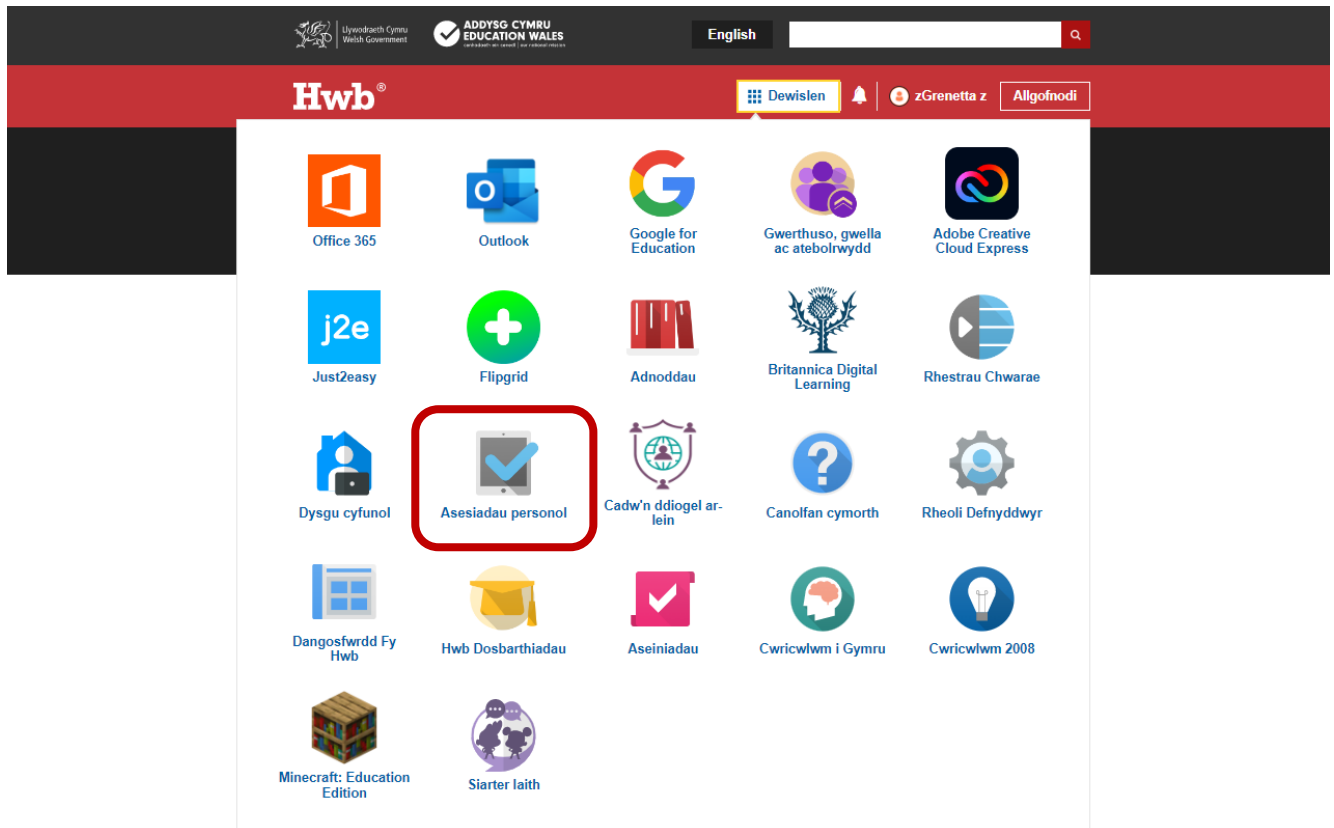 Llywodraeth Cymru
Welsh Government
ADDYSG CYMRU
EDUCATION WALES
English
Hwb®
Dewislen
zGrenetta z
Allgofnodi
Office 365
Outlook
Google for
Education
Gwerthuso, gwella
ac atebolrwydd
Adobe Creative
Cloud Express
j2e
Just2easy
Flipgrid
Adnoddau
Britannica Digital
Learning
Rhestrau Chwarae
Dysgu cyfunol
Asesiadau personol
Cadw'n ddiogel ar-
lein
Canolfan cymorth
Rheoli Defnyddwyr
Dangosfwrdd Fy
Hwb
Hwb Dosbarthiadau
Aseiniadau
Cwricwlwm i Gymru
Cwricwlwm 2008
Minecraft: Education
Edition
Siarter Iaith